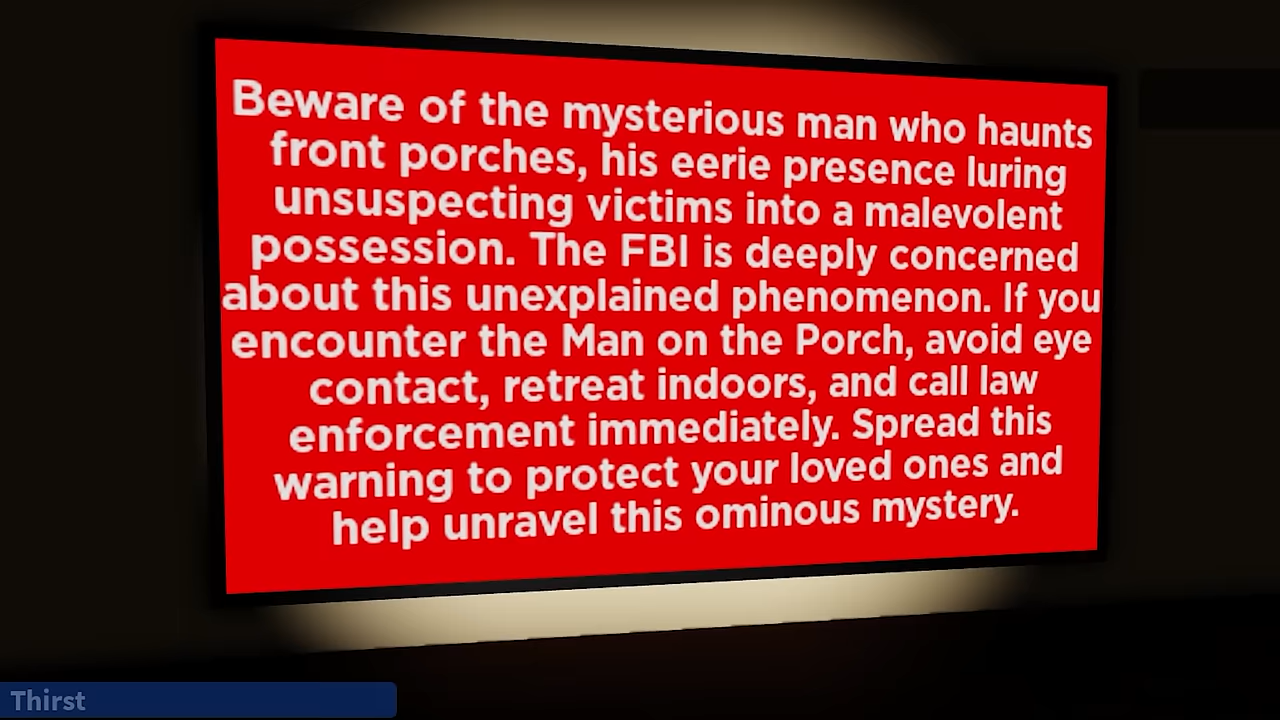 Beware of the mysterious man who haunts
front porches, his eerie presence luring
unsuspecting victims into a malevolent
possession. The FBI is deeply concerned
about this unexplained phenomenon. If you
encounter the Man on the Porch, avoid eye
contact, retreat indoors, and call law
enforcement immediately. Spread this
warning to protect your loved ones and
help unravel this ominous mystery.
Thirst